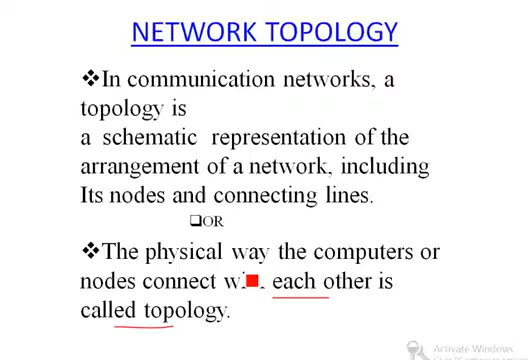 NETWORK TOPOLOGY
❖In communication networks, a
topology is
a schematic representation of the
arrangement of a network, including
Its nodes and connecting lines.
❑OR
❖The physical way the computers or
nodes connect each other is
called topology.
Activate Windows